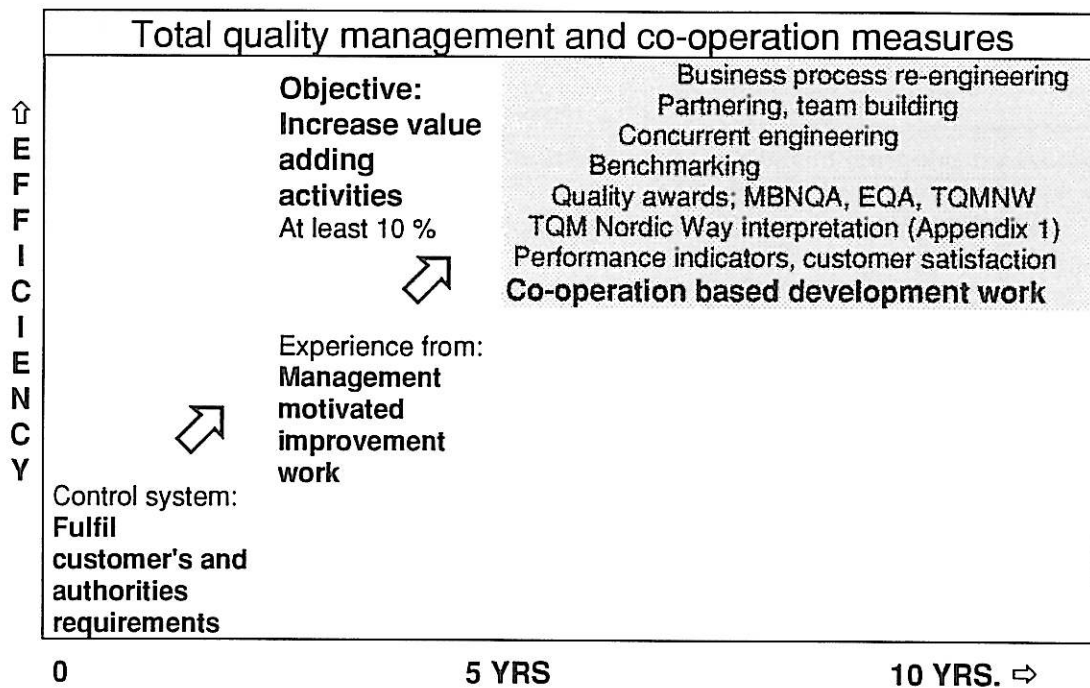 Total quality management and co-operation measures
⇧
EFFICIENCY
Objective:
Increase value
adding
activities
At least 10 %
Business process re-engineering
Partnering, team building
Concurrent engineering
Benchmarking
Quality awards; MBNQA, EQA, TQMNW
TQM Nordic Way interpretation (Appendix 1)
Performance indicators, customer satisfaction
Co-operation based development work
Experience from:
Management
motivated
improvement
work
Control system:
Fulfil
customer's and
authorities
requirements
0 5 YRS 10 YRS. ⇨